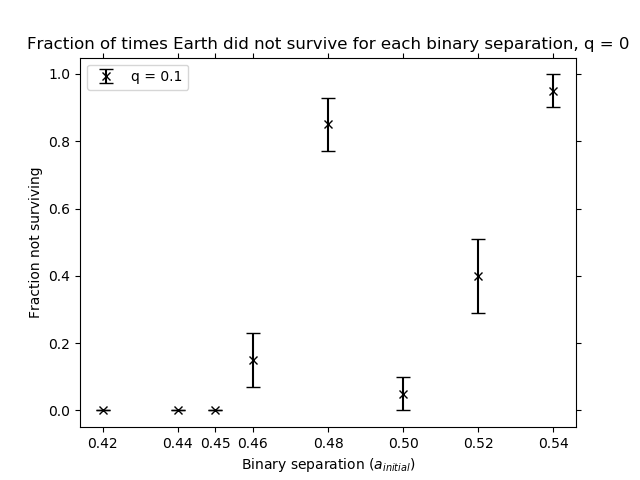 Fraction of times Earth did not survive for each binary separation, q = 0
q = 0.1
Fraction not surviving
1.0
0.8
0.6
0.4
0.2
0.0
0.42 0.44 0.45 0.46 0.48 0.50 0.52 0.54
Binary separation (a_initial)